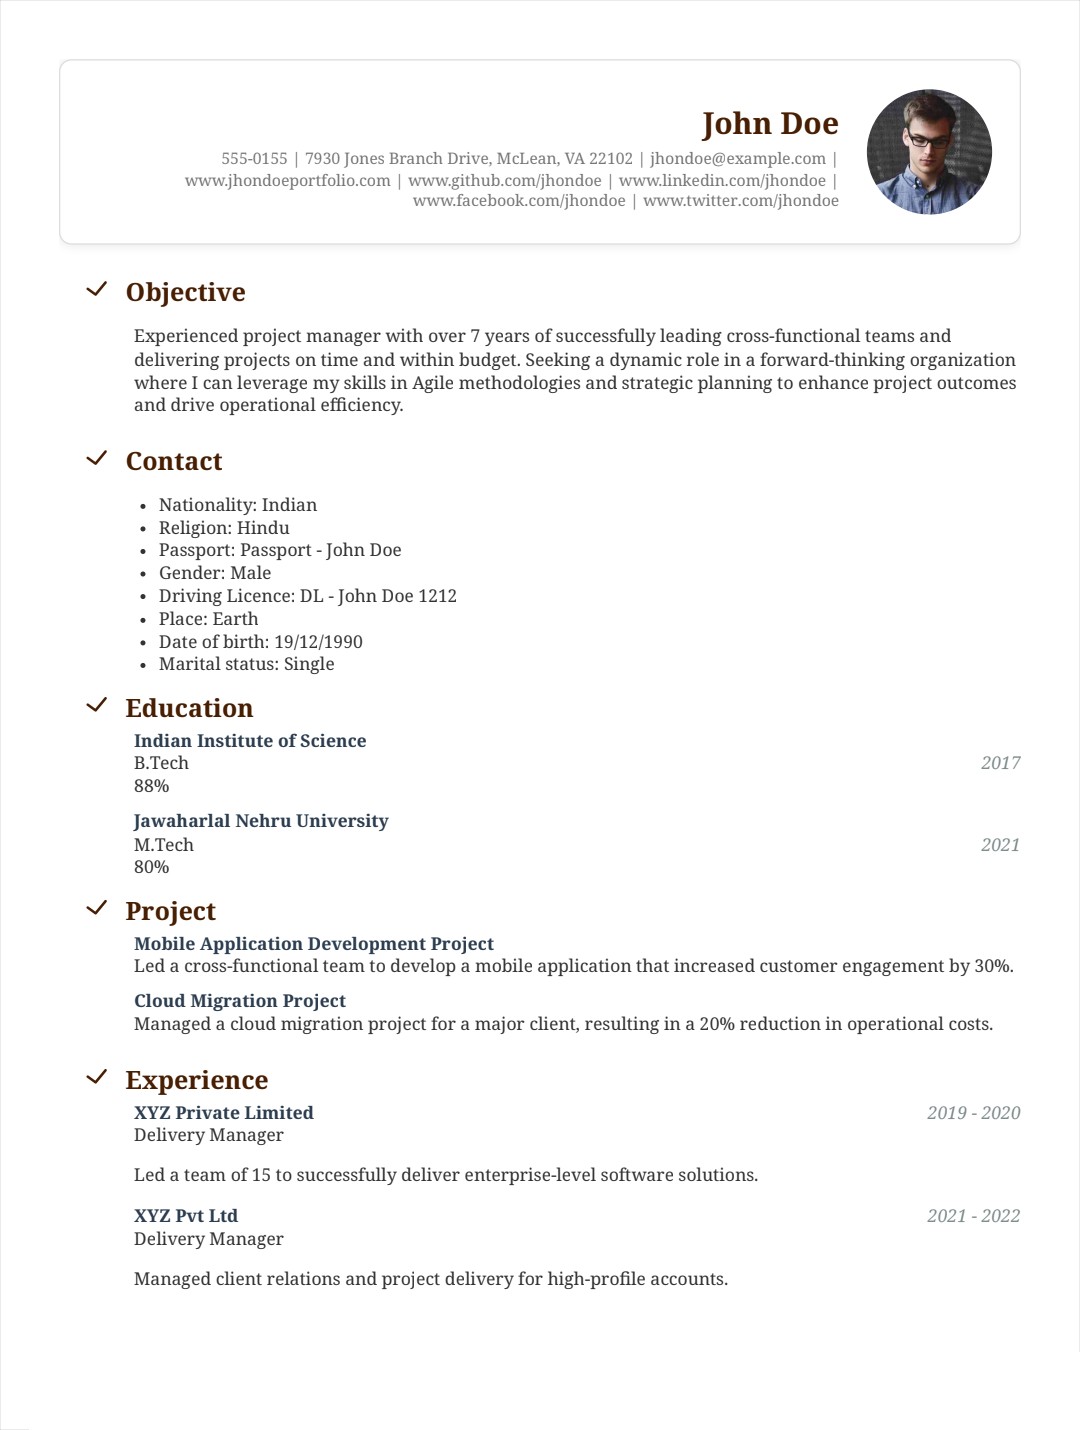 John Doe
555-0155 | 7930 Jones Branch Drive, McLean, VA 22102 | jhondoe@example.com |
www.jhondoeportfolio.com | www.github.com/jhondoe | www.linkedin.com/jhondoe |
www.facebook.com/jhondoe | www.twitter.com/jhondoe
Objective
Experienced project manager with over 7 years of successfully leading cross-functional teams and
delivering projects on time and within budget. Seeking a dynamic role in a forward-thinking organization
where I can leverage my skills in Agile methodologies and strategic planning to enhance project outcomes
and drive operational efficiency.
Contact
• Nationality: Indian
• Religion: Hindu
• Passport: Passport - John Doe
• Gender: Male
• Driving Licence: DL - John Doe 1212
• Place: Earth
• Date of birth: 19/12/1990
• Marital status: Single
Education
Indian Institute of Science
B.Tech 2017
88%
Jawaharlal Nehru University
M.Tech 2021
80%
Project
Mobile Application Development Project
Led a cross-functional team to develop a mobile application that increased customer engagement by 30%.
Cloud Migration Project
Managed a cloud migration project for a major client, resulting in a 20% reduction in operational costs.
Experience
XYZ Private Limited 2019 - 2020
Delivery Manager
Led a team of 15 to successfully deliver enterprise-level software solutions.
XYZ Pvt Ltd 2021 - 2022
Delivery Manager
Managed client relations and project delivery for high-profile accounts.